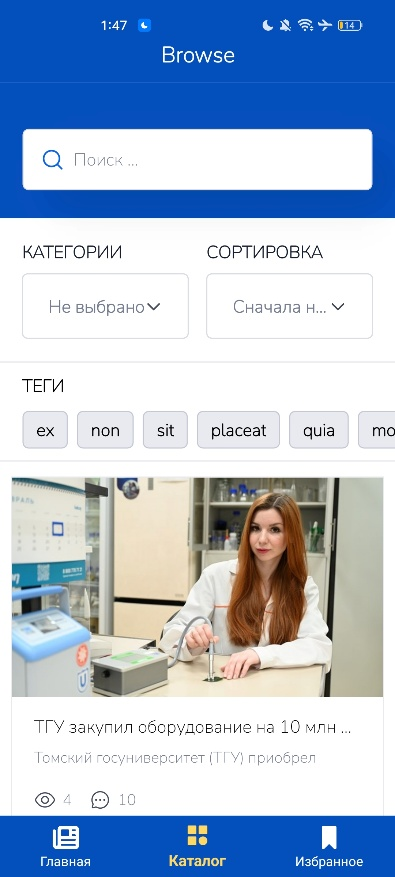 1:47
14
Browse
Поиск ...
КАТЕГОРИИ
СОРТИРОВКА
Не выбрано
Сначала н...
ТЕГИ
ex
non
sit
placeat
quia
mo
ТГУ закупил оборудование на 10 млн ...
Томский госуниверситет (ТГУ) приобрел
4
10
Главная
Каталог
Избранное